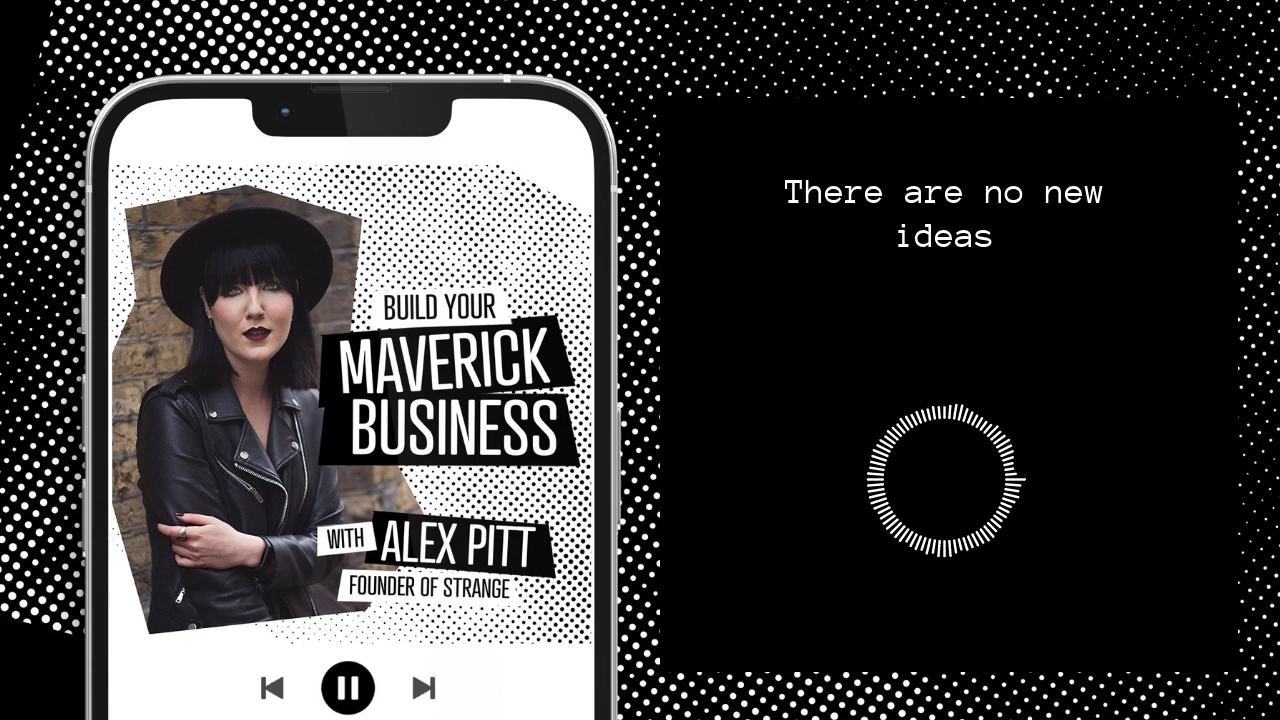 BUILD YOUR
MAVERICK
BUSINESS
WITH ALEX PITT
FOUNDER OF STRANGE
There are no new
ideas